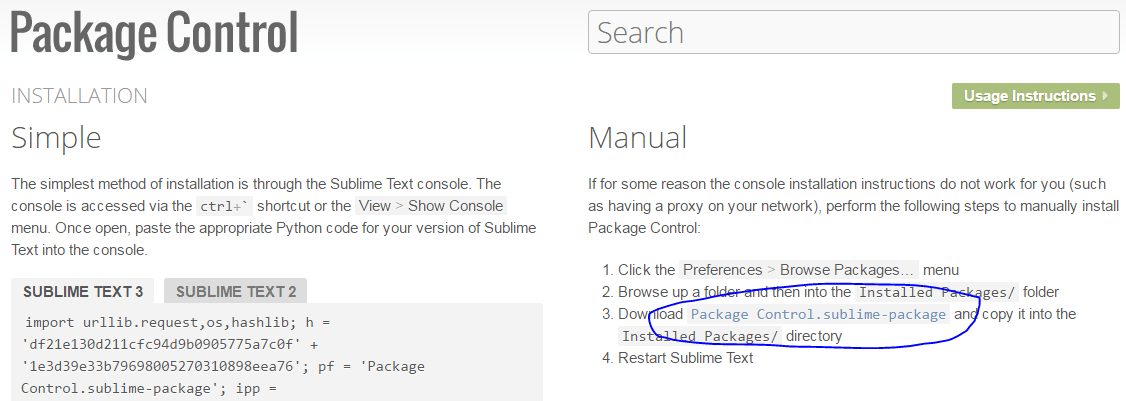 Package Control
Search
INSTALLATION
Usage Instructions
Simple
The simplest method of installation is through the Sublime Text console. The
console is accessed via the ctrl+` shortcut or the View > Show Console
menu. Once open, paste the appropriate Python code for your version of Sublime
Text into the console.
SUBLIME TEXT 3 SUBLIME TEXT 2
import urllib.request,os,hashlib; h =
'df21e130d211cfc94d9b0905775a7c0f' +
'1e3d39e33b79698005270310898eea76'; pf = 'Package
Control.sublime-package'; ipp =
Manual
If for some reason the console installation instructions do not work for you (such
as having a proxy on your network), perform the following steps to manually install
Package Control:
1. Click the Preferences > Browse Packages… menu
2. Browse up a folder and then into the Installed Packages/ folder
3. Download Package Control.sublime-package and copy it into the
Installed Packages/ directory
4. Restart Sublime Text